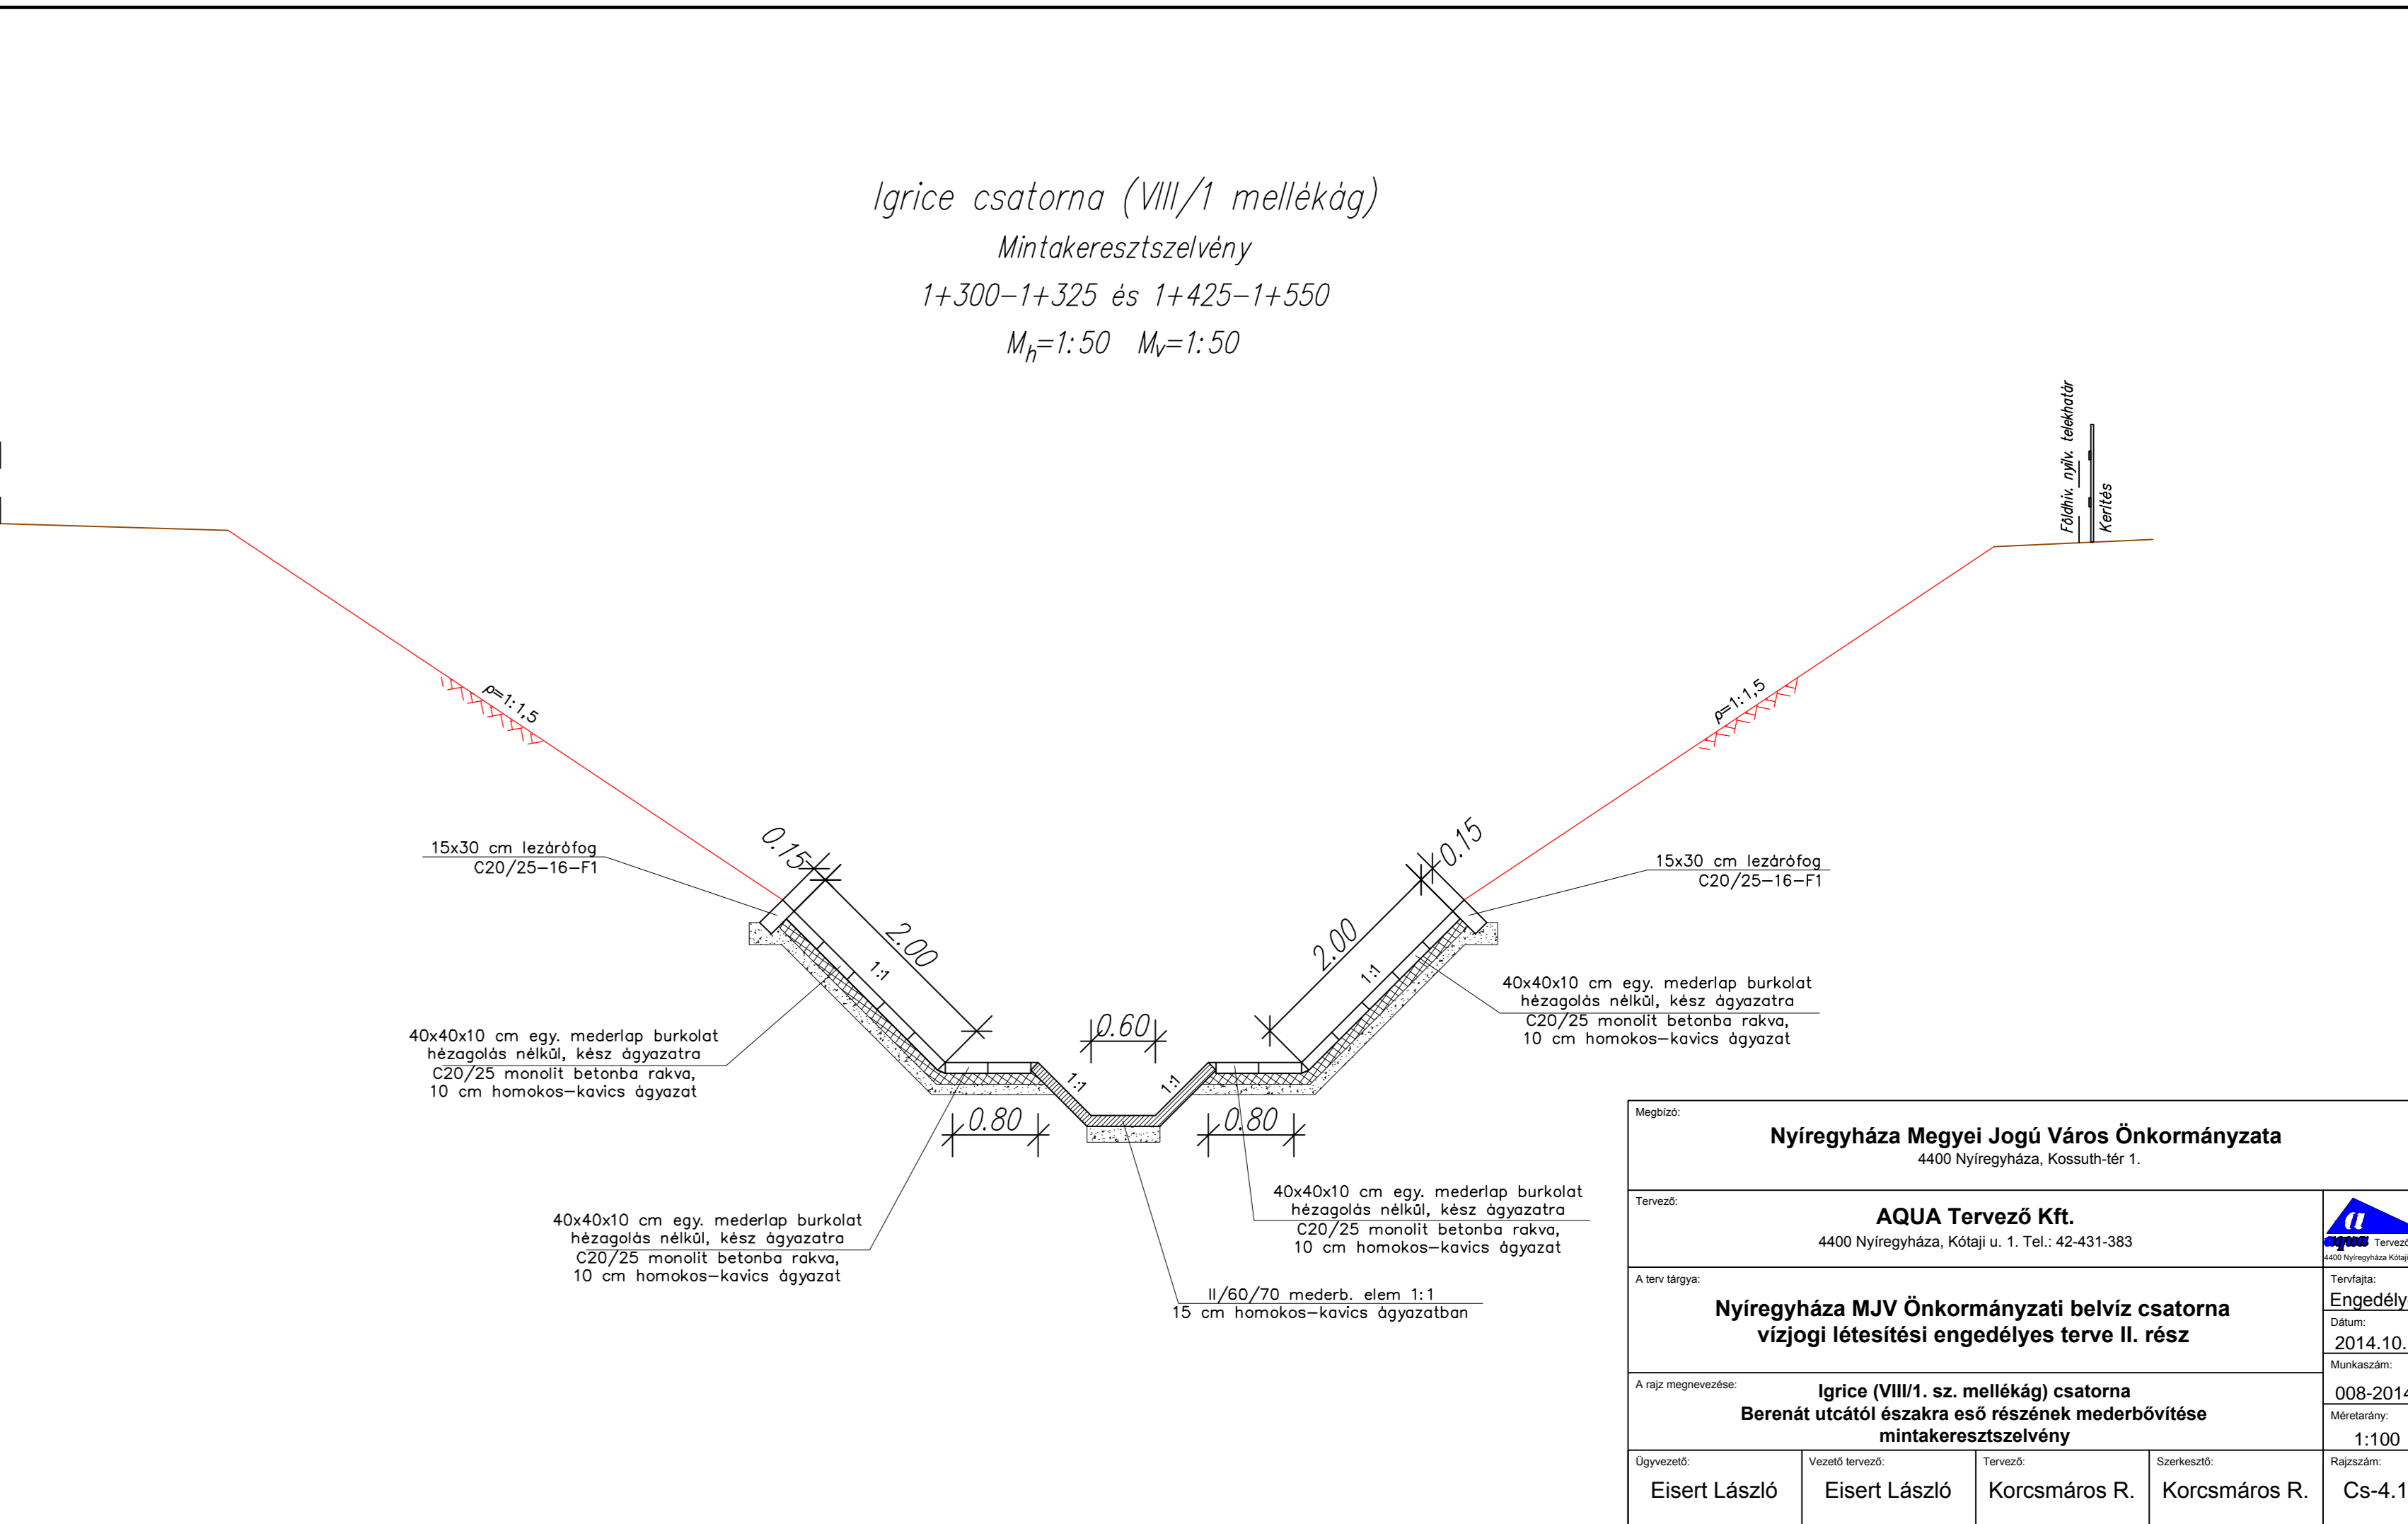 Igrice csatorna (VIII/1 mellékág)
Mintakeresztszelvény
1+300-1+325 és 1+425-1+550
Mh=1:50 Mv=1:50
Földhiv. nyilv. telekhatár
Kerítés
ρ=1:1,5
ρ=1:1,5
15x30 cm lezárófog
C20/25-16-F1
0.15
2.00
1:1
0.15
2.00
1:1
15x30 cm lezárófog
C20/25-16-F1
40x40x10 cm egy. mederlap burkolat
hézagolás nélkül, kész ágyazatra
C20/25 monolit betonba rakva,
10 cm homokos-kavics ágyazat
40x40x10 cm egy. mederlap burkolat
hézagolás nélkül, kész ágyazatra
C20/25 monolit betonba rakva,
10 cm homokos-kavics ágyazat
0.60
1:1
1:1
0.80
0.80
40x40x10 cm egy. mederlap burkolat
hézagolás nélkül, kész ágyazatra
C20/25 monolit betonba rakva,
10 cm homokos-kavics ágyazat
40x40x10 cm egy. mederlap burkolat
hézagolás nélkül, kész ágyazatra
C20/25 monolit betonba rakva,
10 cm homokos-kavics ágyazat
II/60/70 mederb. elem 1:1
15 cm homokos-kavics ágyazatban
Megbízó:
Nyíregyháza Megyei Jogú Város Önkormányzata
4400 Nyíregyháza, Kossuth-tér 1.
Tervező:
AQUA Tervező Kft.
4400 Nyíregyháza, Kótaji u. 1. Tel.: 42-431-383
a
aqua Tervező
4400 Nyíregyháza Kótaji
A terv tárgya:
Nyíregyháza MJV Önkormányzati belvíz csatorna
vízjogi létesítési engedélyes terve II. rész
Tervfajta:
Engedély
Dátum:
2014.10.
Munkaszám:
008-2014
A rajz megnevezése:
Igrice (VIII/1. sz. mellékág) csatorna
Berenát utcától északra eső részének mederbővítése
mintakeresztszelvény
Méretarány:
1:100
Ügyvezető:
Eisert László
Vezető tervező:
Eisert László
Tervező:
Korcsmáros R.
Szerkesztő:
Korcsmáros R.
Rajzszám:
Cs-4.1